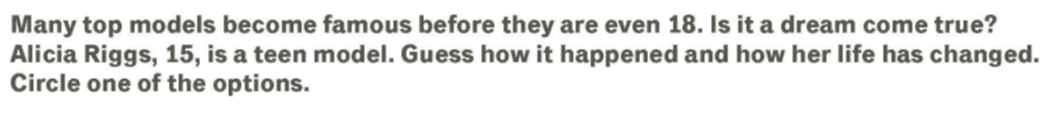 Many top models become famous before they are even 18. Is it a dream come true?
Alicia Riggs, 15, is a teen model. Guess how it happened and how her life has changed.
Circle one of the options.